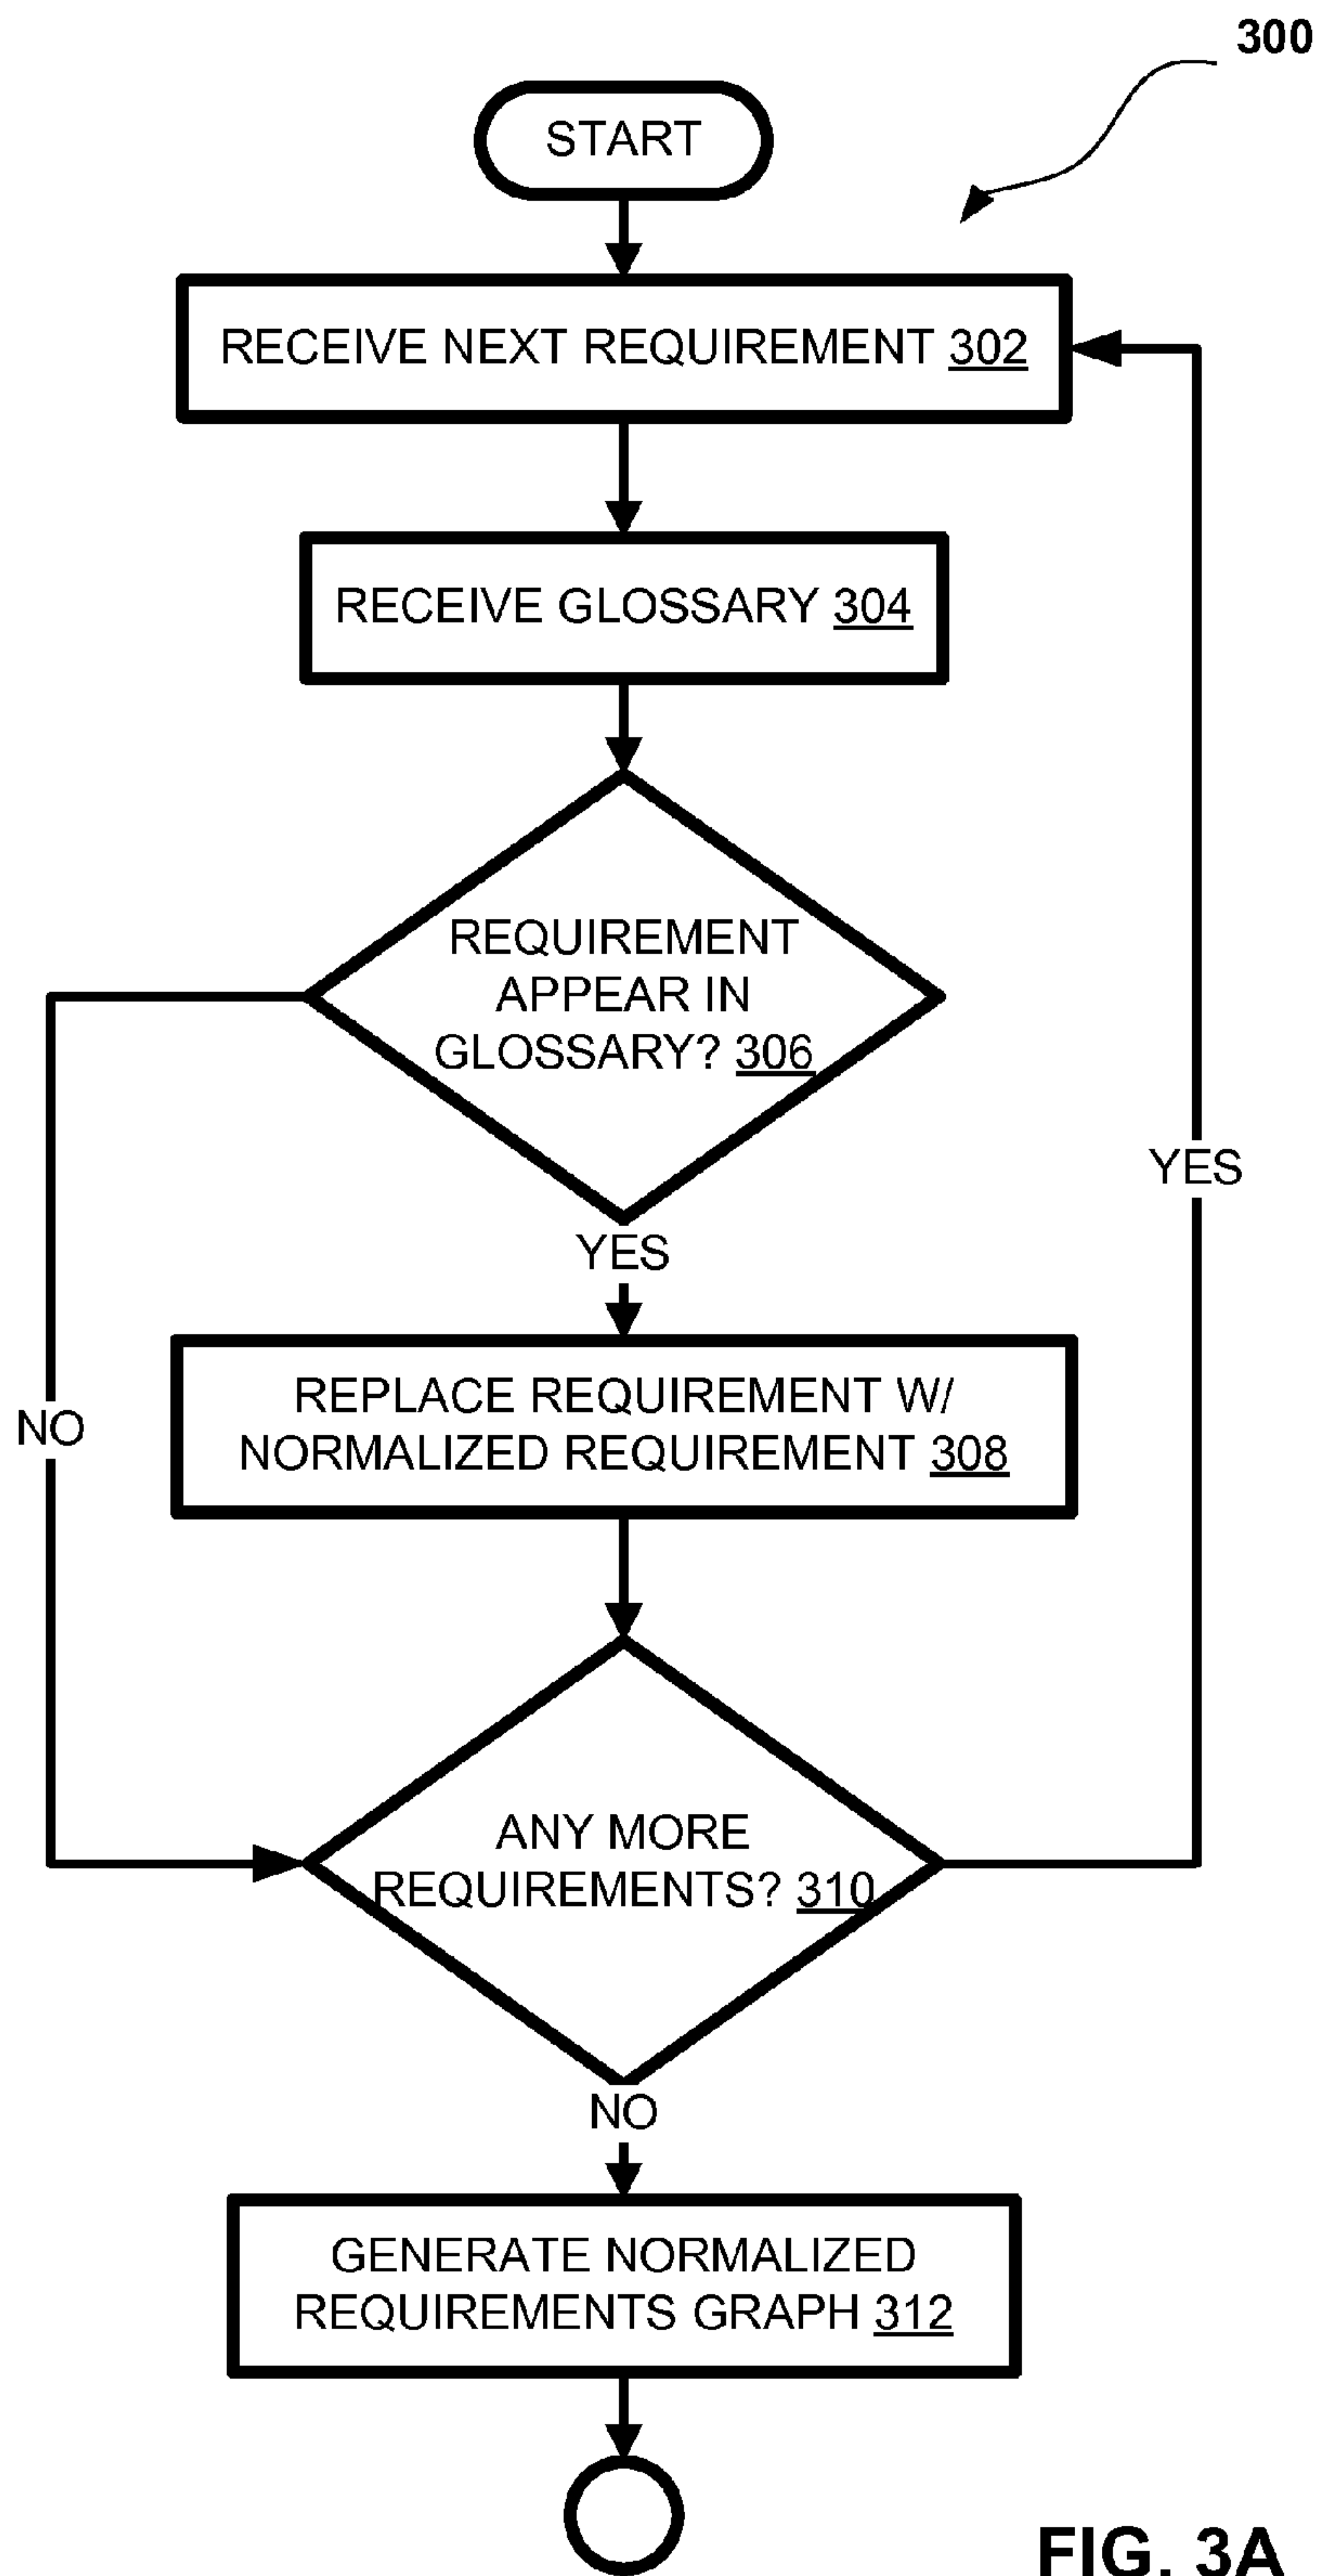 300
START
RECEIVE NEXT REQUIREMENT 302
RECEIVE GLOSSARY 304
REQUIREMENT
APPEAR IN
GLOSSARY? 306
YES
YES
REPLACE REQUIREMENT W/
NORMALIZED REQUIREMENT 308
NO
ANY MORE
REQUIREMENTS? 310
NO
GENERATE NORMALIZED
REQUIREMENTS GRAPH 312
FIG. 3A